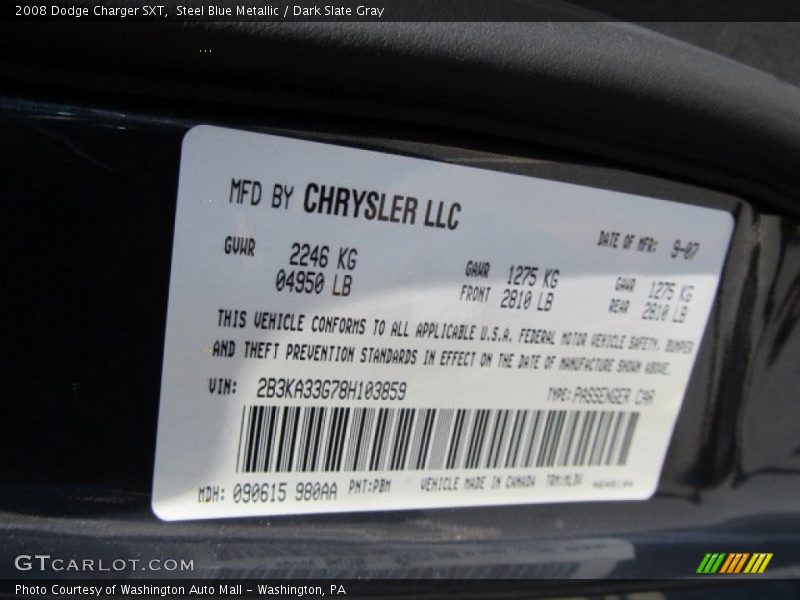 2008 Dodge Charger SXT, Steel Blue Metallic / Dark Slate Gray
MFD BY CHRYSLER LLC
DATE OF MFR: 9-07
GVWR 2246 KG
04950 LB
GAWR 1275 KG
FRONT 2810 LB
GAWR 1275 KG
REAR 2810 LB
THIS VEHICLE CONFORMS TO ALL APPLICABLE U.S.A. FEDERAL MOTOR VEHICLE SAFETY, BUMPER
AND THEFT PREVENTION STANDARDS IN EFFECT ON THE DATE OF MANUFACTURE SHOWN ABOVE.
VIN: 2B3KA33G78H103859 TYPE: PASSENGER CAR
MDH: 090615 980AA PNT:PBM VEHICLE MADE IN CANADA
GTCARLOT.COM
Photo Courtesy of Washington Auto Mall - Washington, PA